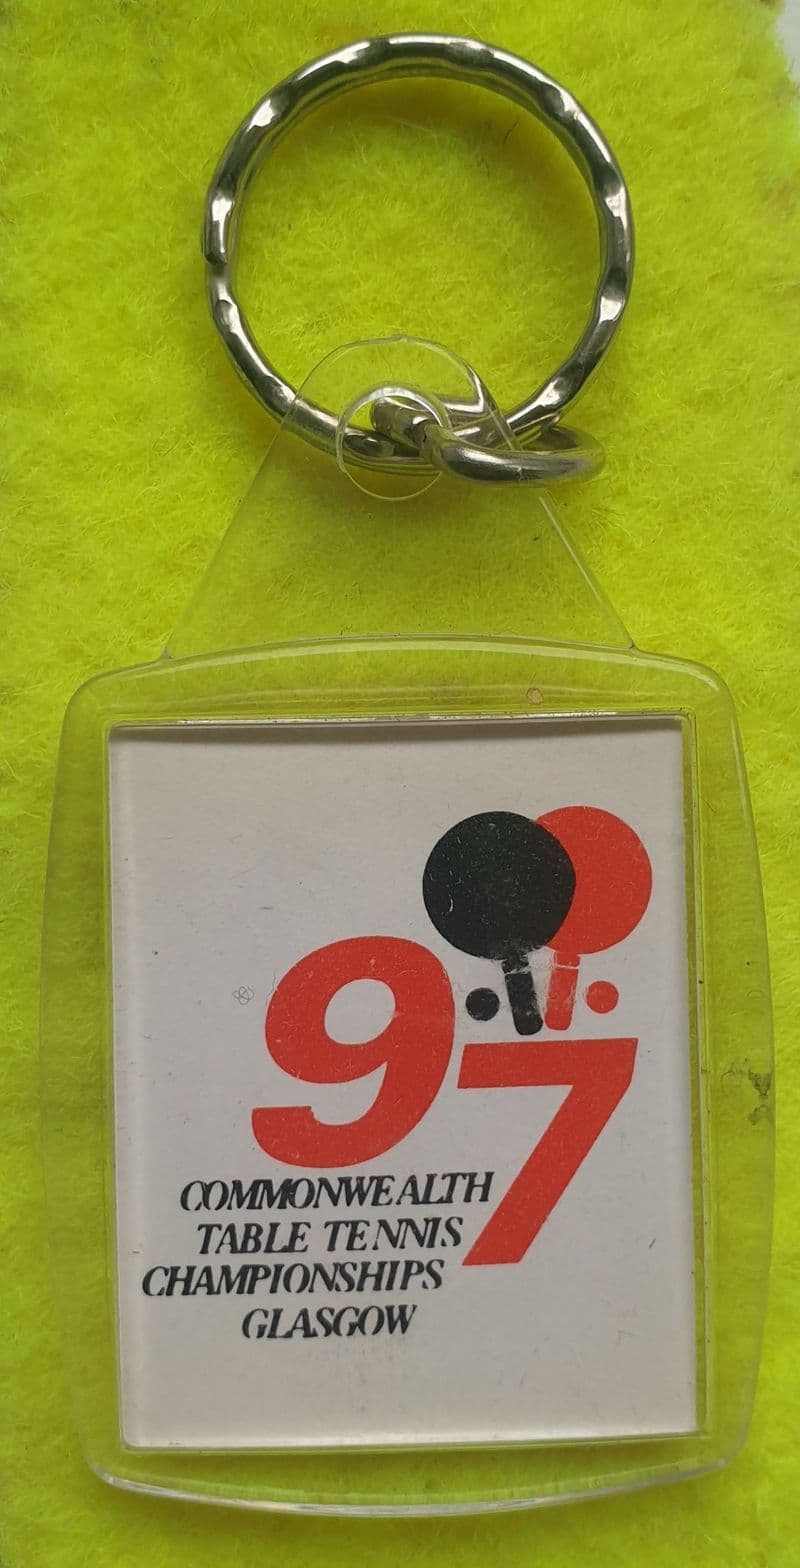 97
COMMONWEALTH
TABLE TENNIS
CHAMPIONSHIPS
GLASGOW